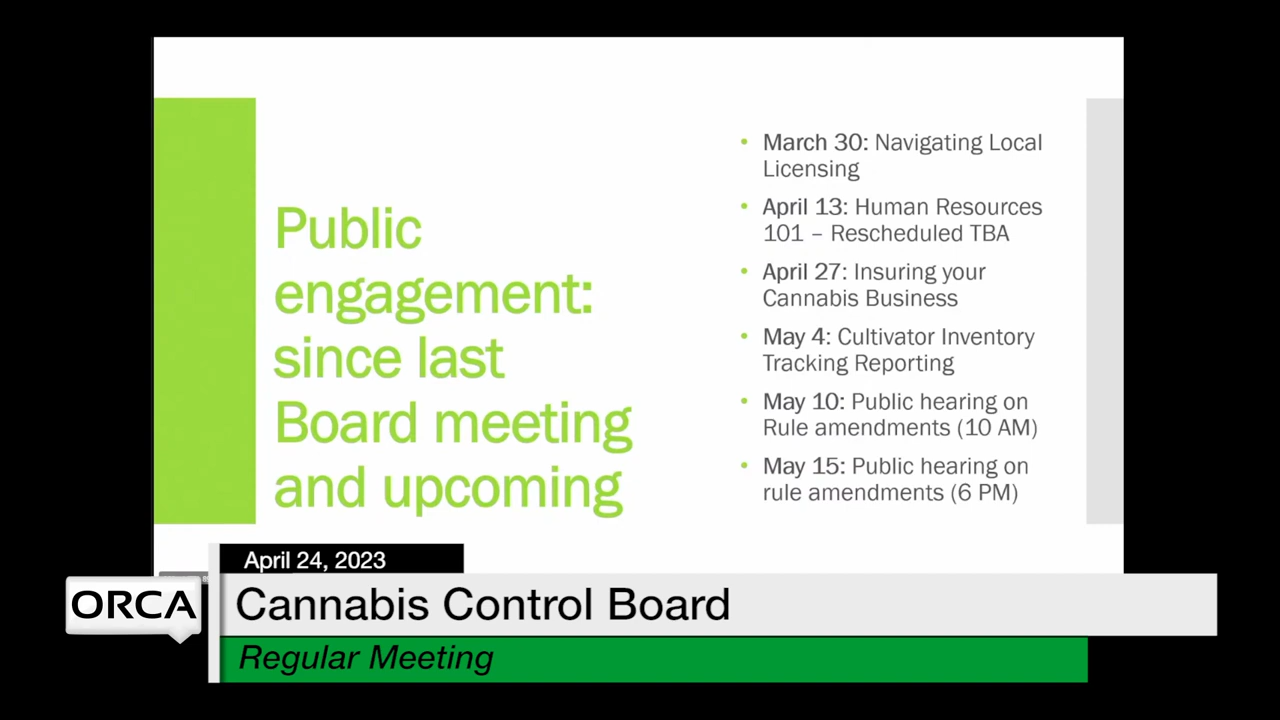 Public
engagement:
since last
Board meeting
and upcoming
• March 30: Navigating Local
Licensing
• April 13: Human Resources
101 – Rescheduled TBA
• April 27: Insuring your
Cannabis Business
• May 4: Cultivator Inventory
Tracking Reporting
• May 10: Public hearing on
Rule amendments (10 AM)
• May 15: Public hearing on
rule amendments (6 PM)
April 24, 2023
ORCA
Cannabis Control Board
Regular Meeting